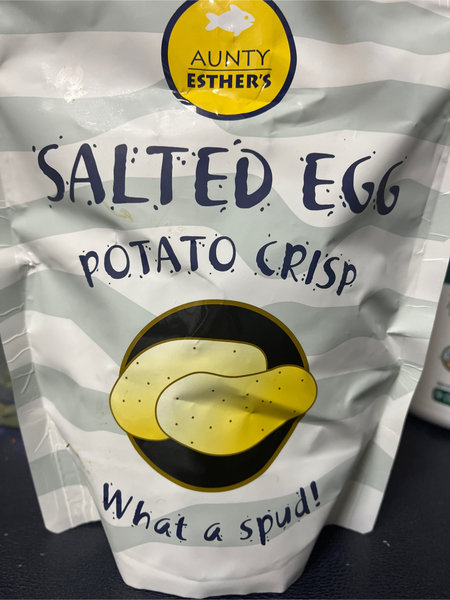 AUNTY
ESTHER'S
SALTED EGG
POTATO CRISP
What a spud!